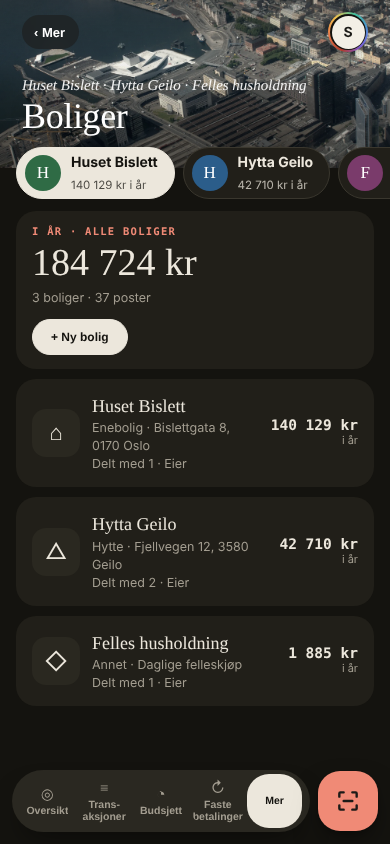 ‹ Mer
S
Huset Bislett · Hytta Geilo · Felles husholdning
Boliger
H
Huset Bislett
140 129 kr i år
H
Hytta Geilo
42 710 kr i år
F
I ÅR · ALLE BOLIGER
184 724 kr
3 boliger · 37 poster
+ Ny bolig
Huset Bislett
Enebolig · Bislettgata 8,
0170 Oslo
Delt med 1 · Eier
140 129 kr
i år
Hytta Geilo
Hytte · Fjellvegen 12, 3580
Geilo
Delt med 2 · Eier
42 710 kr
i år
Felles husholdning
Annet · Daglige felleskjøp
Delt med 1 · Eier
1 885 kr
i år
Oversikt
Trans-
aksjoner
Budsjett
Faste
betalinger
Mer